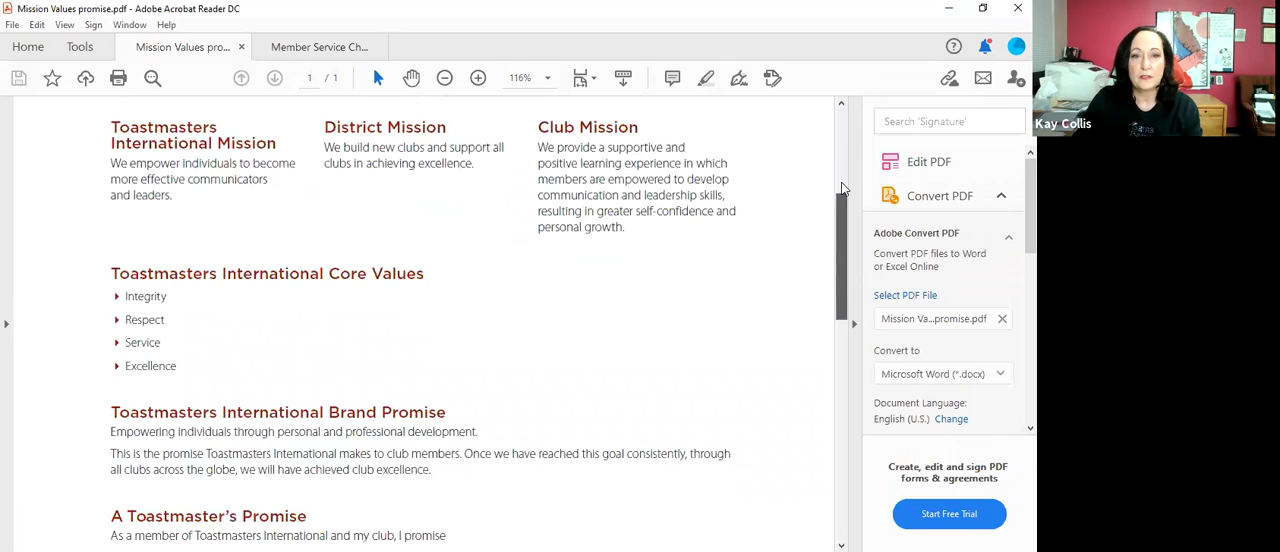 Mission Values promise.pdf - Adobe Acrobat Reader DC
File Edit View Sign Window Help
Home Tools Mission Values pro... × Member Service Ch...
1 / 1 116%
Kay Collis
Toastmasters
International Mission
We empower individuals to become
more effective communicators
and leaders.
District Mission
We build new clubs and support all
clubs in achieving excellence.
Club Mission
We provide a supportive and
positive learning experience in which
members are empowered to develop
communication and leadership skills,
resulting in greater self-confidence and
personal growth.
Toastmasters International Core Values
Integrity
Respect
Service
Excellence
Toastmasters International Brand Promise
Empowering individuals through personal and professional development.
This is the promise Toastmasters International makes to club members. Once we have reached this goal consistently, through
all clubs across the globe, we will have achieved club excellence.
A Toastmaster's Promise
As a member of Toastmasters International and my club, I promise
Search 'Signature'
Edit PDF
Convert PDF
Adobe Convert PDF
Convert PDF files to Word
or Excel Online
Select PDF File
Mission Va...promise.pdf
Convert to
Microsoft Word (*.docx)
Document Language:
English (U.S.) Change
Create, edit and sign PDF
forms & agreements
Start Free Trial